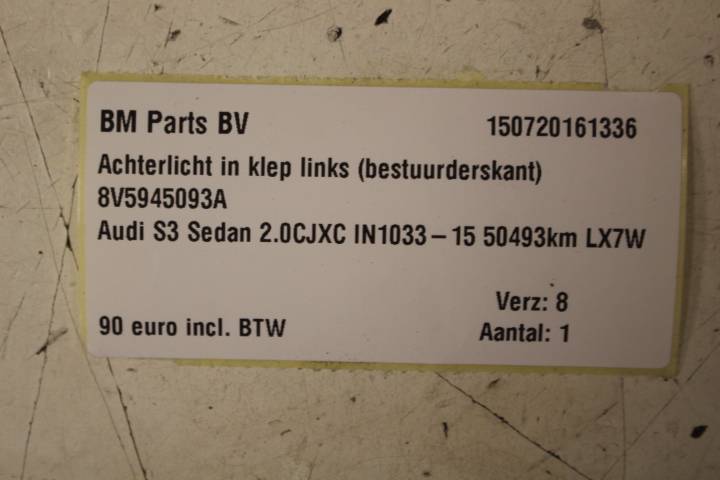 BM Parts BV 150720161336
Achterlicht in klep links (bestuurderskant)
8V5945093A
Audi S3 Sedan 2.0CJXC IN1033 – 15 50493km LX7W
Verz: 8
90 euro incl. BTW Aantal: 1